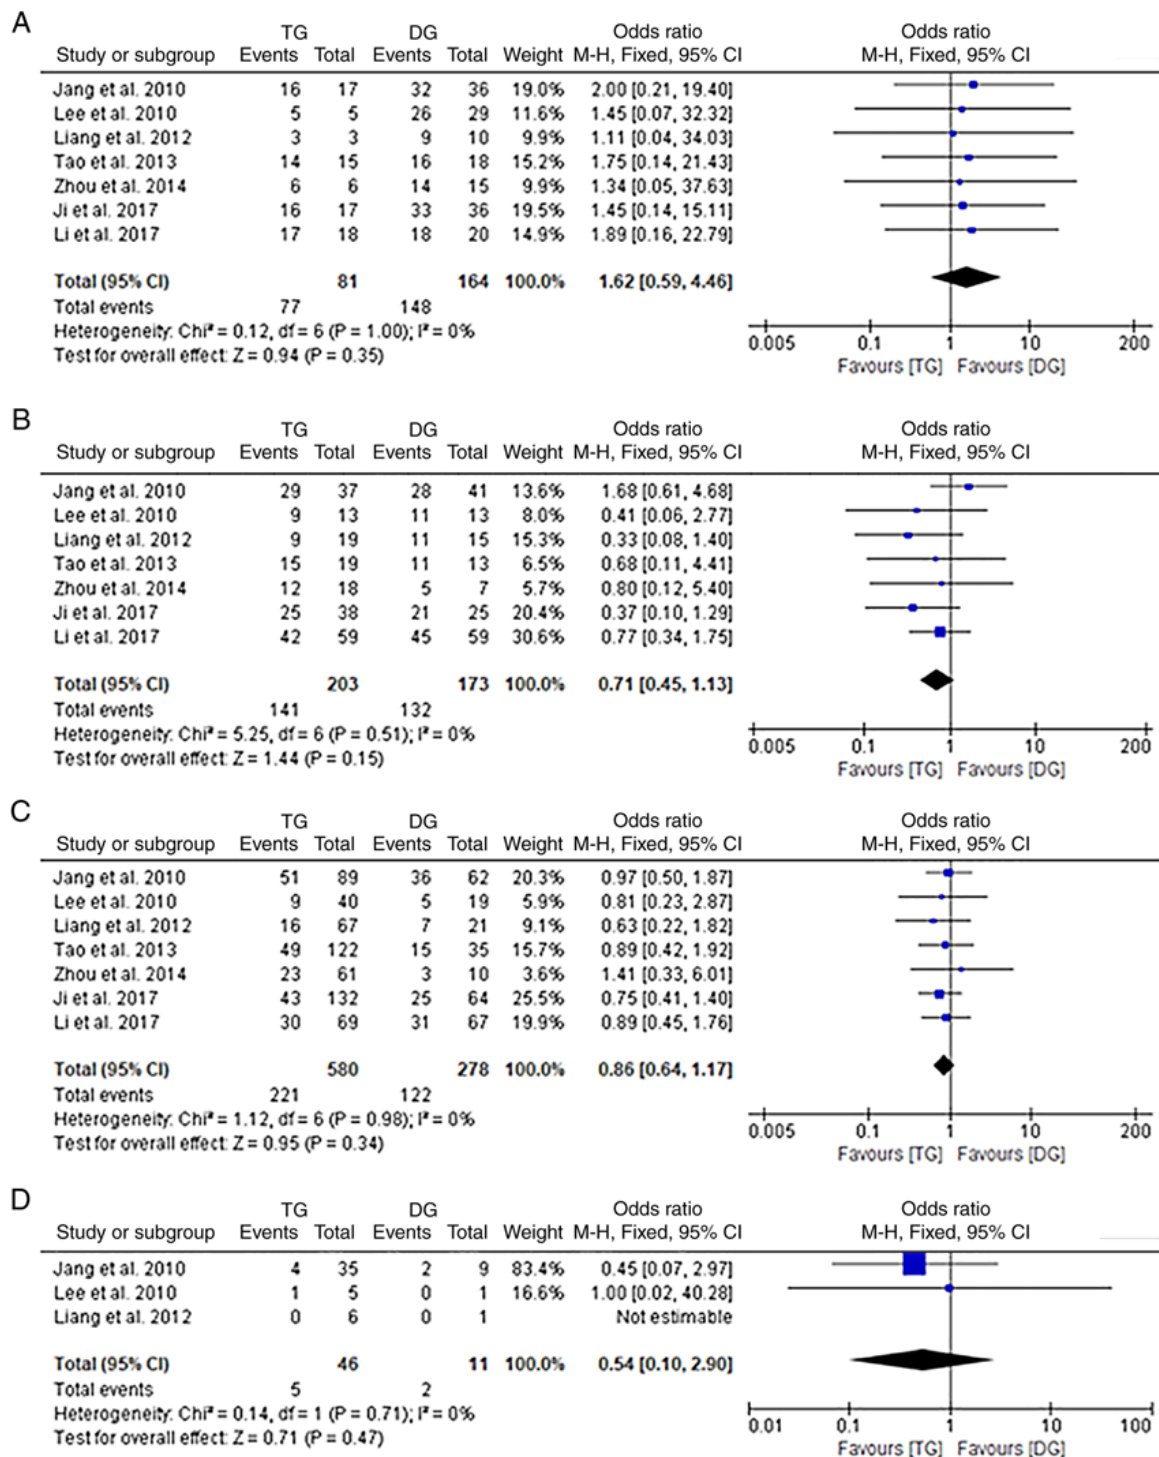 A
TG DG Odds ratio Odds ratio
Study or subgroup Events Total Events Total Weight M-H, Fixed, 95% CI M-H, Fixed, 95% CI
Jang et al. 2010 16 17 32 36 19.0% 2.00 [0.21, 19.40]
Lee et al. 2010 5 5 26 29 11.6% 1.45 [0.07, 32.32]
Liang et al. 2012 3 3 9 10 9.9% 1.11 [0.04, 34.03]
Tao et al. 2013 14 15 16 18 15.2% 1.75 [0.14, 21.43]
Zhou et al. 2014 6 6 14 15 9.9% 1.34 [0.05, 37.63]
Ji et al. 2017 16 17 33 36 19.5% 1.45 [0.14, 15.11]
Li et al. 2017 17 18 18 20 14.9% 1.89 [0.16, 22.79]
Total (95% CI) 81 164 100.0% 1.62 [0.59, 4.46]
Total events 77 148
Heterogeneity: Chi² = 0.12, df = 6 (P = 1.00); I² = 0%
Test for overall effect: Z = 0.94 (P = 0.35)
0.005 0.1 1 10 200
Favours [TG] Favours [DG]
B
TG DG Odds ratio Odds ratio
Study or subgroup Events Total Events Total Weight M-H, Fixed, 95% CI M-H, Fixed, 95% CI
Jang et al. 2010 29 37 28 41 13.6% 1.68 [0.61, 4.68]
Lee et al. 2010 9 13 11 13 8.0% 0.41 [0.06, 2.77]
Liang et al. 2012 9 19 11 15 15.3% 0.33 [0.08, 1.40]
Tao et al. 2013 15 19 11 13 6.5% 0.68 [0.11, 4.41]
Zhou et al. 2014 12 18 5 7 5.7% 0.80 [0.12, 5.40]
Ji et al. 2017 25 38 21 25 20.4% 0.37 [0.10, 1.29]
Li et al. 2017 42 59 45 59 30.6% 0.77 [0.34, 1.75]
Total (95% CI) 203 173 100.0% 0.71 [0.45, 1.13]
Total events 141 132
Heterogeneity: Chi² = 5.25, df = 6 (P = 0.51); I² = 0%
Test for overall effect: Z = 1.44 (P = 0.15)
0.005 0.1 1 10 200
Favours [TG] Favours [DG]
C
TG DG Odds ratio Odds ratio
Study or subgroup Events Total Events Total Weight M-H, Fixed, 95% CI M-H, Fixed, 95% CI
Jang et al. 2010 51 89 36 62 20.3% 0.97 [0.50, 1.87]
Lee et al. 2010 9 40 5 19 5.9% 0.81 [0.23, 2.87]
Liang et al. 2012 16 67 7 21 9.1% 0.63 [0.22, 1.82]
Tao et al. 2013 49 122 15 35 15.7% 0.89 [0.42, 1.92]
Zhou et al. 2014 23 61 3 10 3.6% 1.41 [0.33, 6.01]
Ji et al. 2017 43 132 25 64 25.5% 0.75 [0.41, 1.40]
Li et al. 2017 30 69 31 67 19.9% 0.89 [0.45, 1.76]
Total (95% CI) 580 278 100.0% 0.86 [0.64, 1.17]
Total events 221 122
Heterogeneity: Chi² = 1.12, df = 6 (P = 0.98); I² = 0%
Test for overall effect: Z = 0.95 (P = 0.34)
0.005 0.1 1 10 200
Favours [TG] Favours [DG]
D
TG DG Odds ratio Odds ratio
Study or subgroup Events Total Events Total Weight M-H, Fixed, 95% CI M-H, Fixed, 95% CI
Jang et al. 2010 4 35 2 9 83.4% 0.45 [0.07, 2.97]
Lee et al. 2010 1 5 0 1 16.6% 1.00 [0.02, 40.28]
Liang et al. 2012 0 6 0 1 Not estimable
Total (95% CI) 46 11 100.0% 0.54 [0.10, 2.90]
Total events 5 2
Heterogeneity: Chi² = 0.14, df = 1 (P = 0.71); I² = 0%
Test for overall effect: Z = 0.71 (P = 0.47)
0.01 0.1 1 10 100
Favours [TG] Favours [DG]